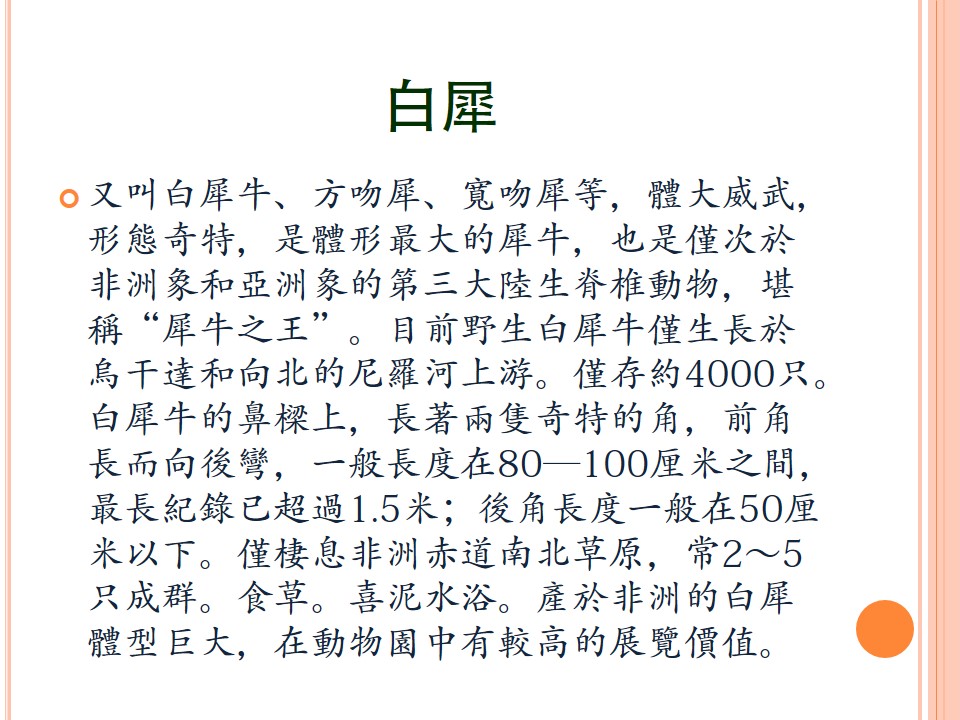 白犀
又叫白犀牛、方吻犀、寬吻犀等，體大威武，
形態奇特，是體形最大的犀牛，也是僅次於
非洲象和亞洲象的第三大陸生脊椎動物，堪
稱“犀牛之王”。目前野生白犀牛僅生長於
烏干達和向北的尼羅河上游。僅存約4000只。
白犀牛的鼻樑上，長著兩隻奇特的角，前角
長而向後彎，一般長度在80—100厘米之間，
最長紀錄已超過1.5米；後角長度一般在50厘
米以下。僅棲息非洲赤道南北草原，常2～5
只成群。食草。喜泥水浴。產於非洲的白犀
體型巨大，在動物園中有較高的展覽價值。